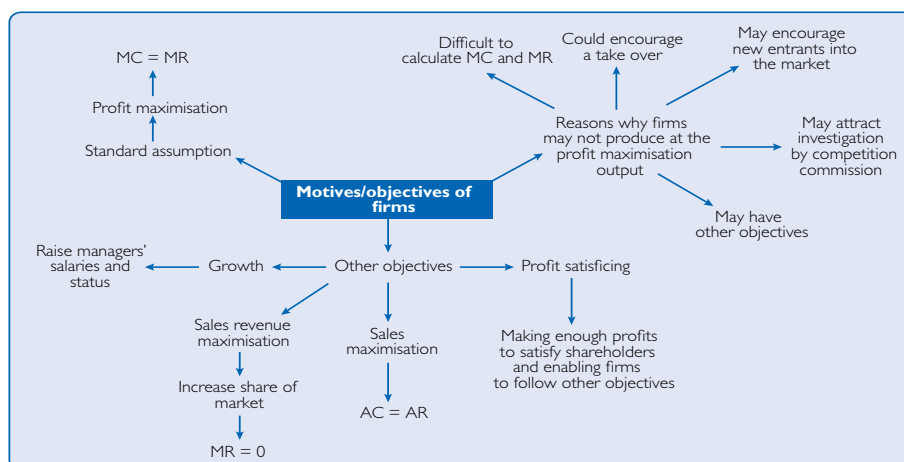 MC = MR
Profit maximisation
Standard assumption
Difficult to
calculate MC and MR
Could encourage
a take over
May encourage
new entrants into
the market
Reasons why firms
may not produce at the
profit maximisation
output
May attract
investigation
by competition
commission
May have
other objectives
Motives/objectives of
firms
Raise managers'
salaries and
status
Growth
Other objectives
Profit satisficing
Sales revenue
maximisation
Increase share of
market
MR = 0
Sales
maximisation
AC = AR
Making enough profits
to satisfy shareholders
and enabling firms
to follow other objectives